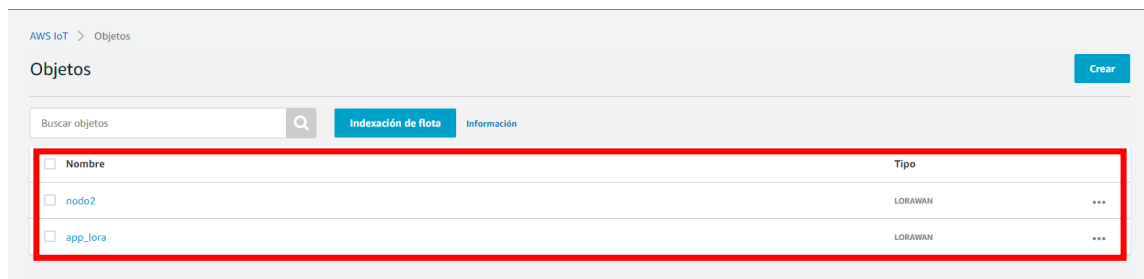 AWS IoT > Objetos
Objetos
Crear
Buscar objetos
Indexación de flota
Información
Nombre Tipo
nodo2 LORAWAN •••
app_lora LORAWAN •••